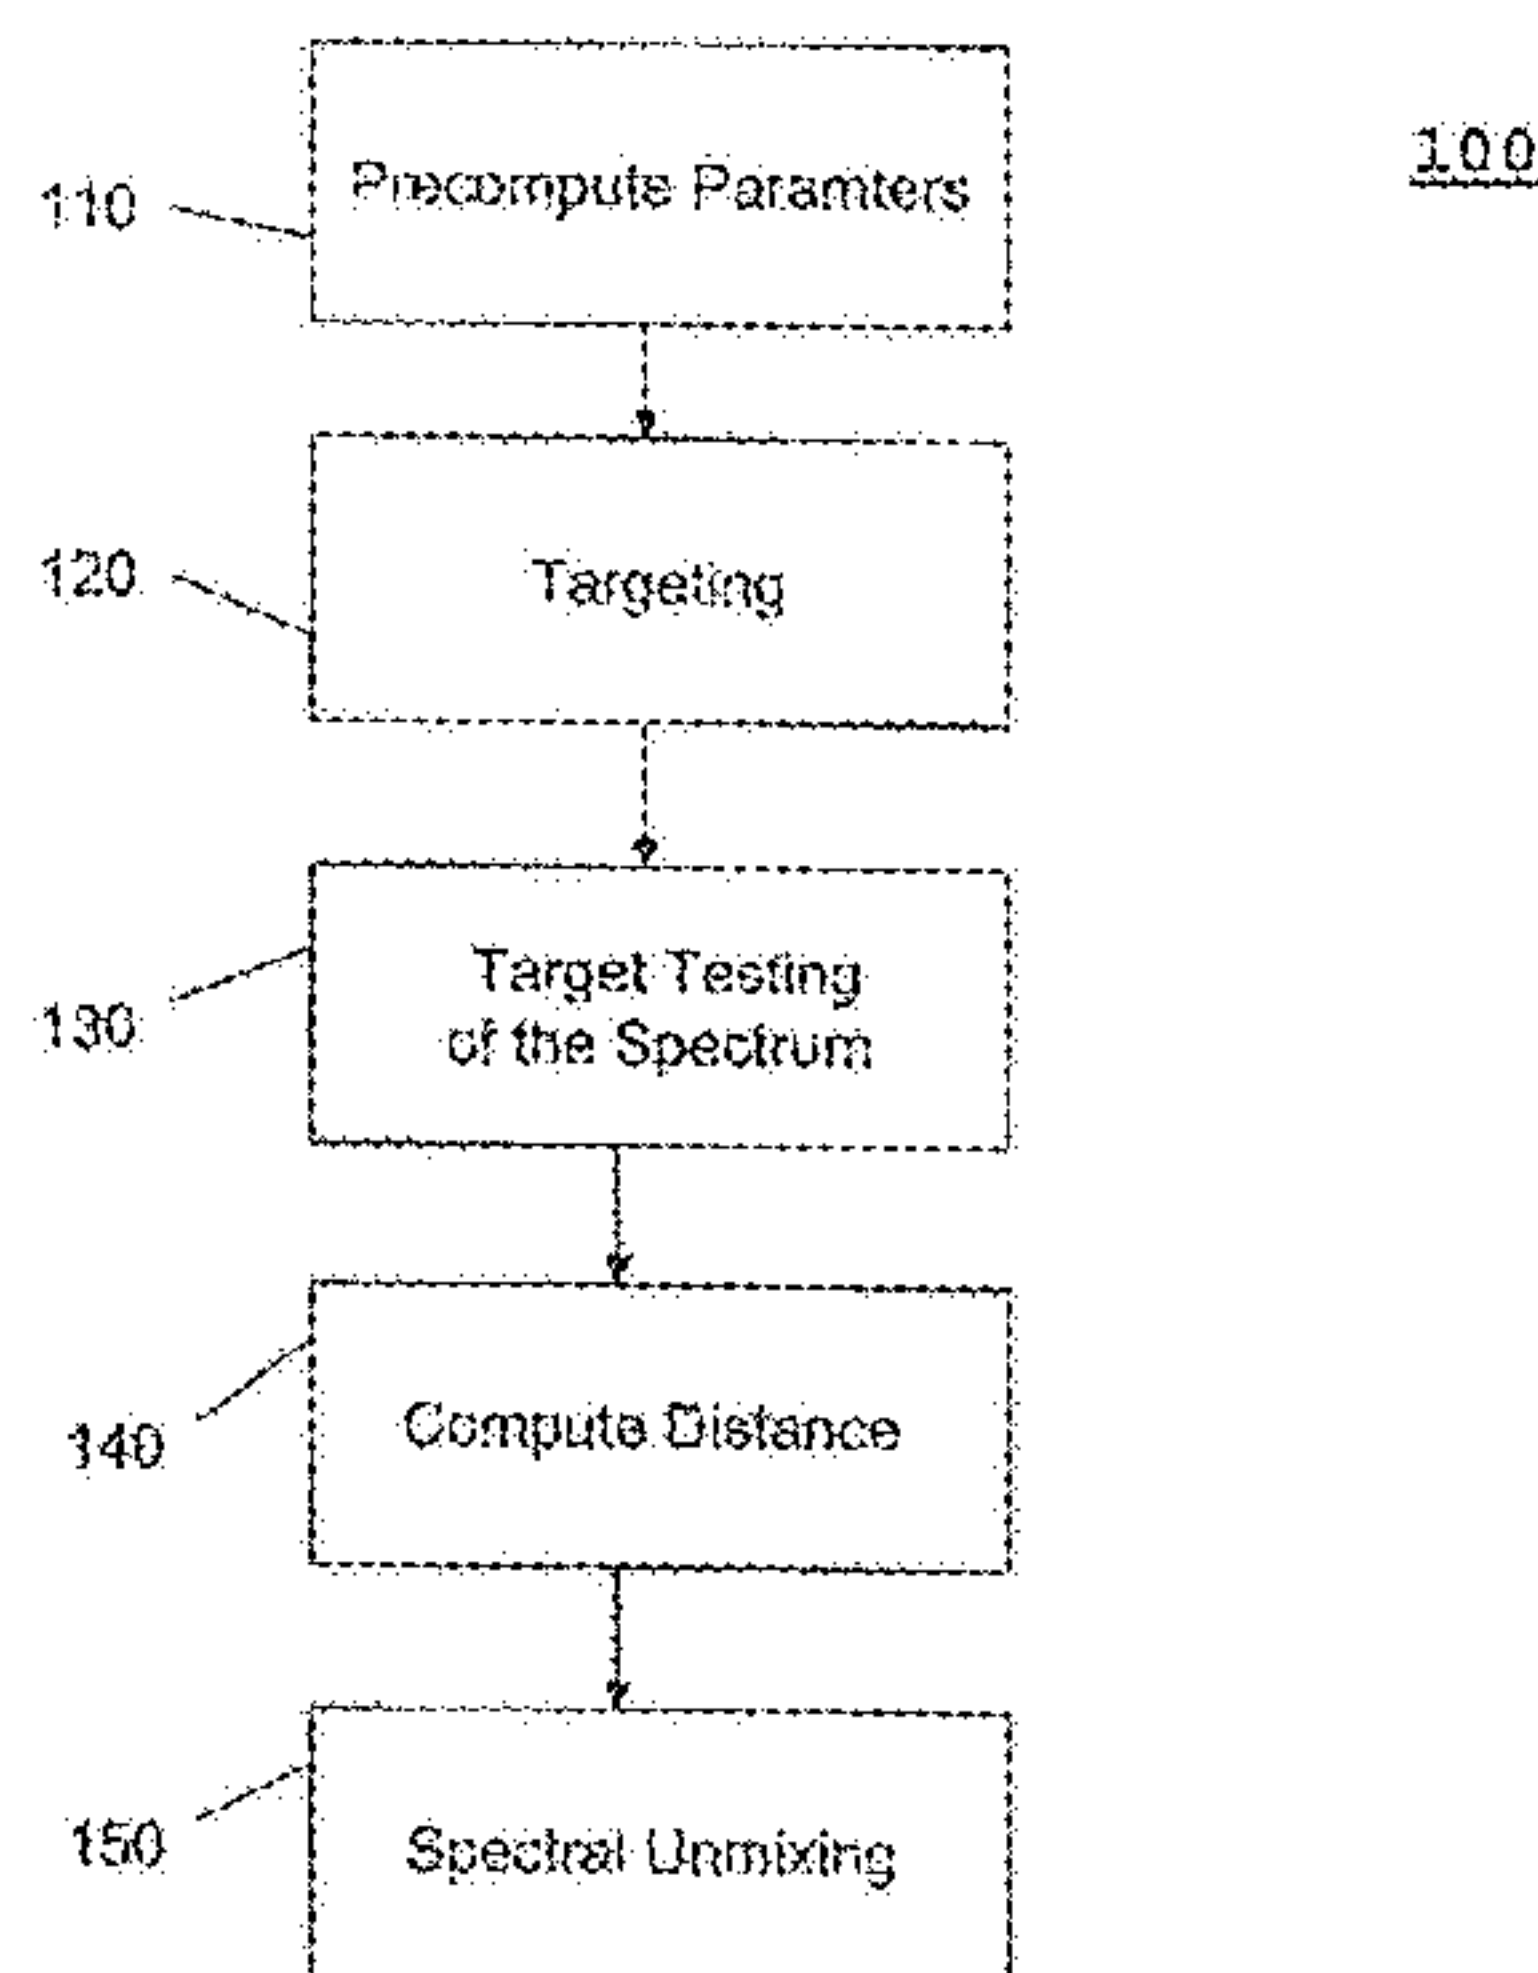 100
110
Precompute Paramters
120
Targeting
130
Target Testing
of the Spectrum
140
Compute Distance
150
Spectral Unmixing